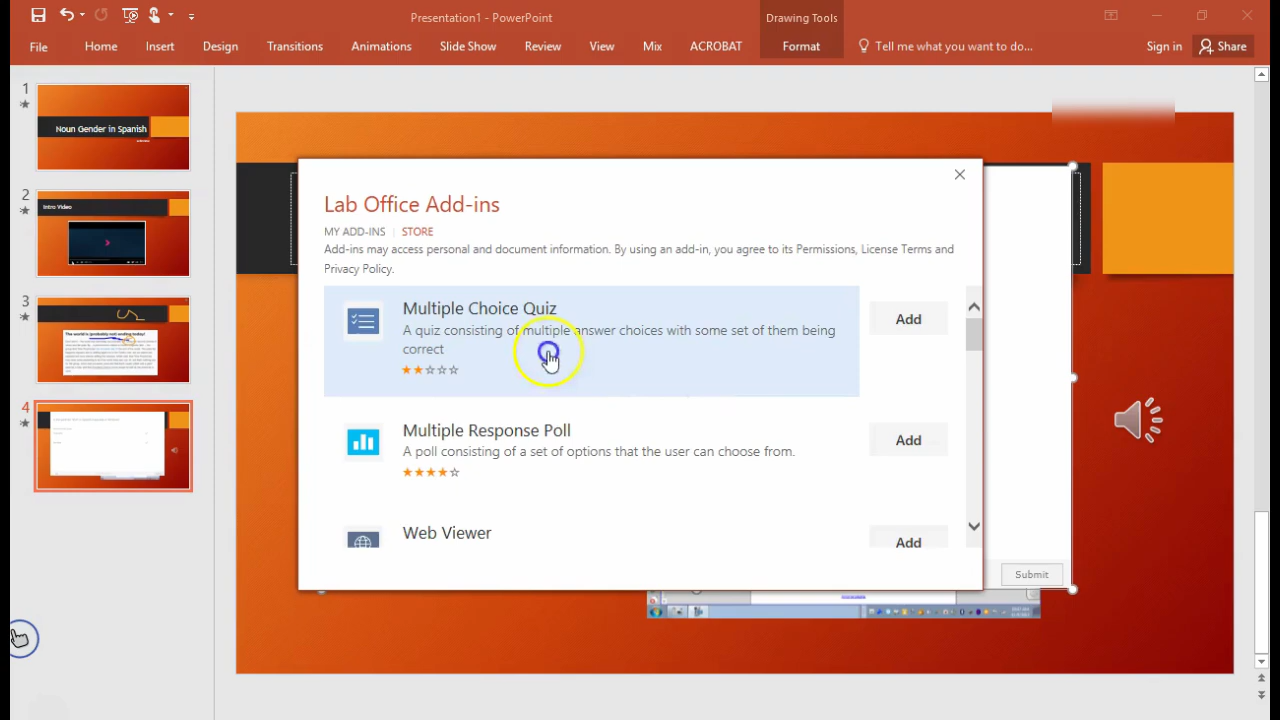 Presentation1 - PowerPoint
Drawing Tools
File
Home
Insert
Design
Transitions
Animations
Slide Show
Review
View
Mix
ACROBAT
Format
Tell me what you want to do...
Sign in
Share
1
Noun Gender in Spanish
2
Intro Video
3
The world is (probably) not ending today!
4
Lab Office Add-ins
MY ADD-INS | STORE
Add-ins may access personal and document information. By using an add-in, you agree to its Permissions, License Terms and
Privacy Policy.
Multiple Choice Quiz
A quiz consisting of multiple answer choices with some set of them being
correct
Add
Multiple Response Poll
A poll consisting of a set of options that the user can choose from.
Add
Web Viewer
Add
Submit